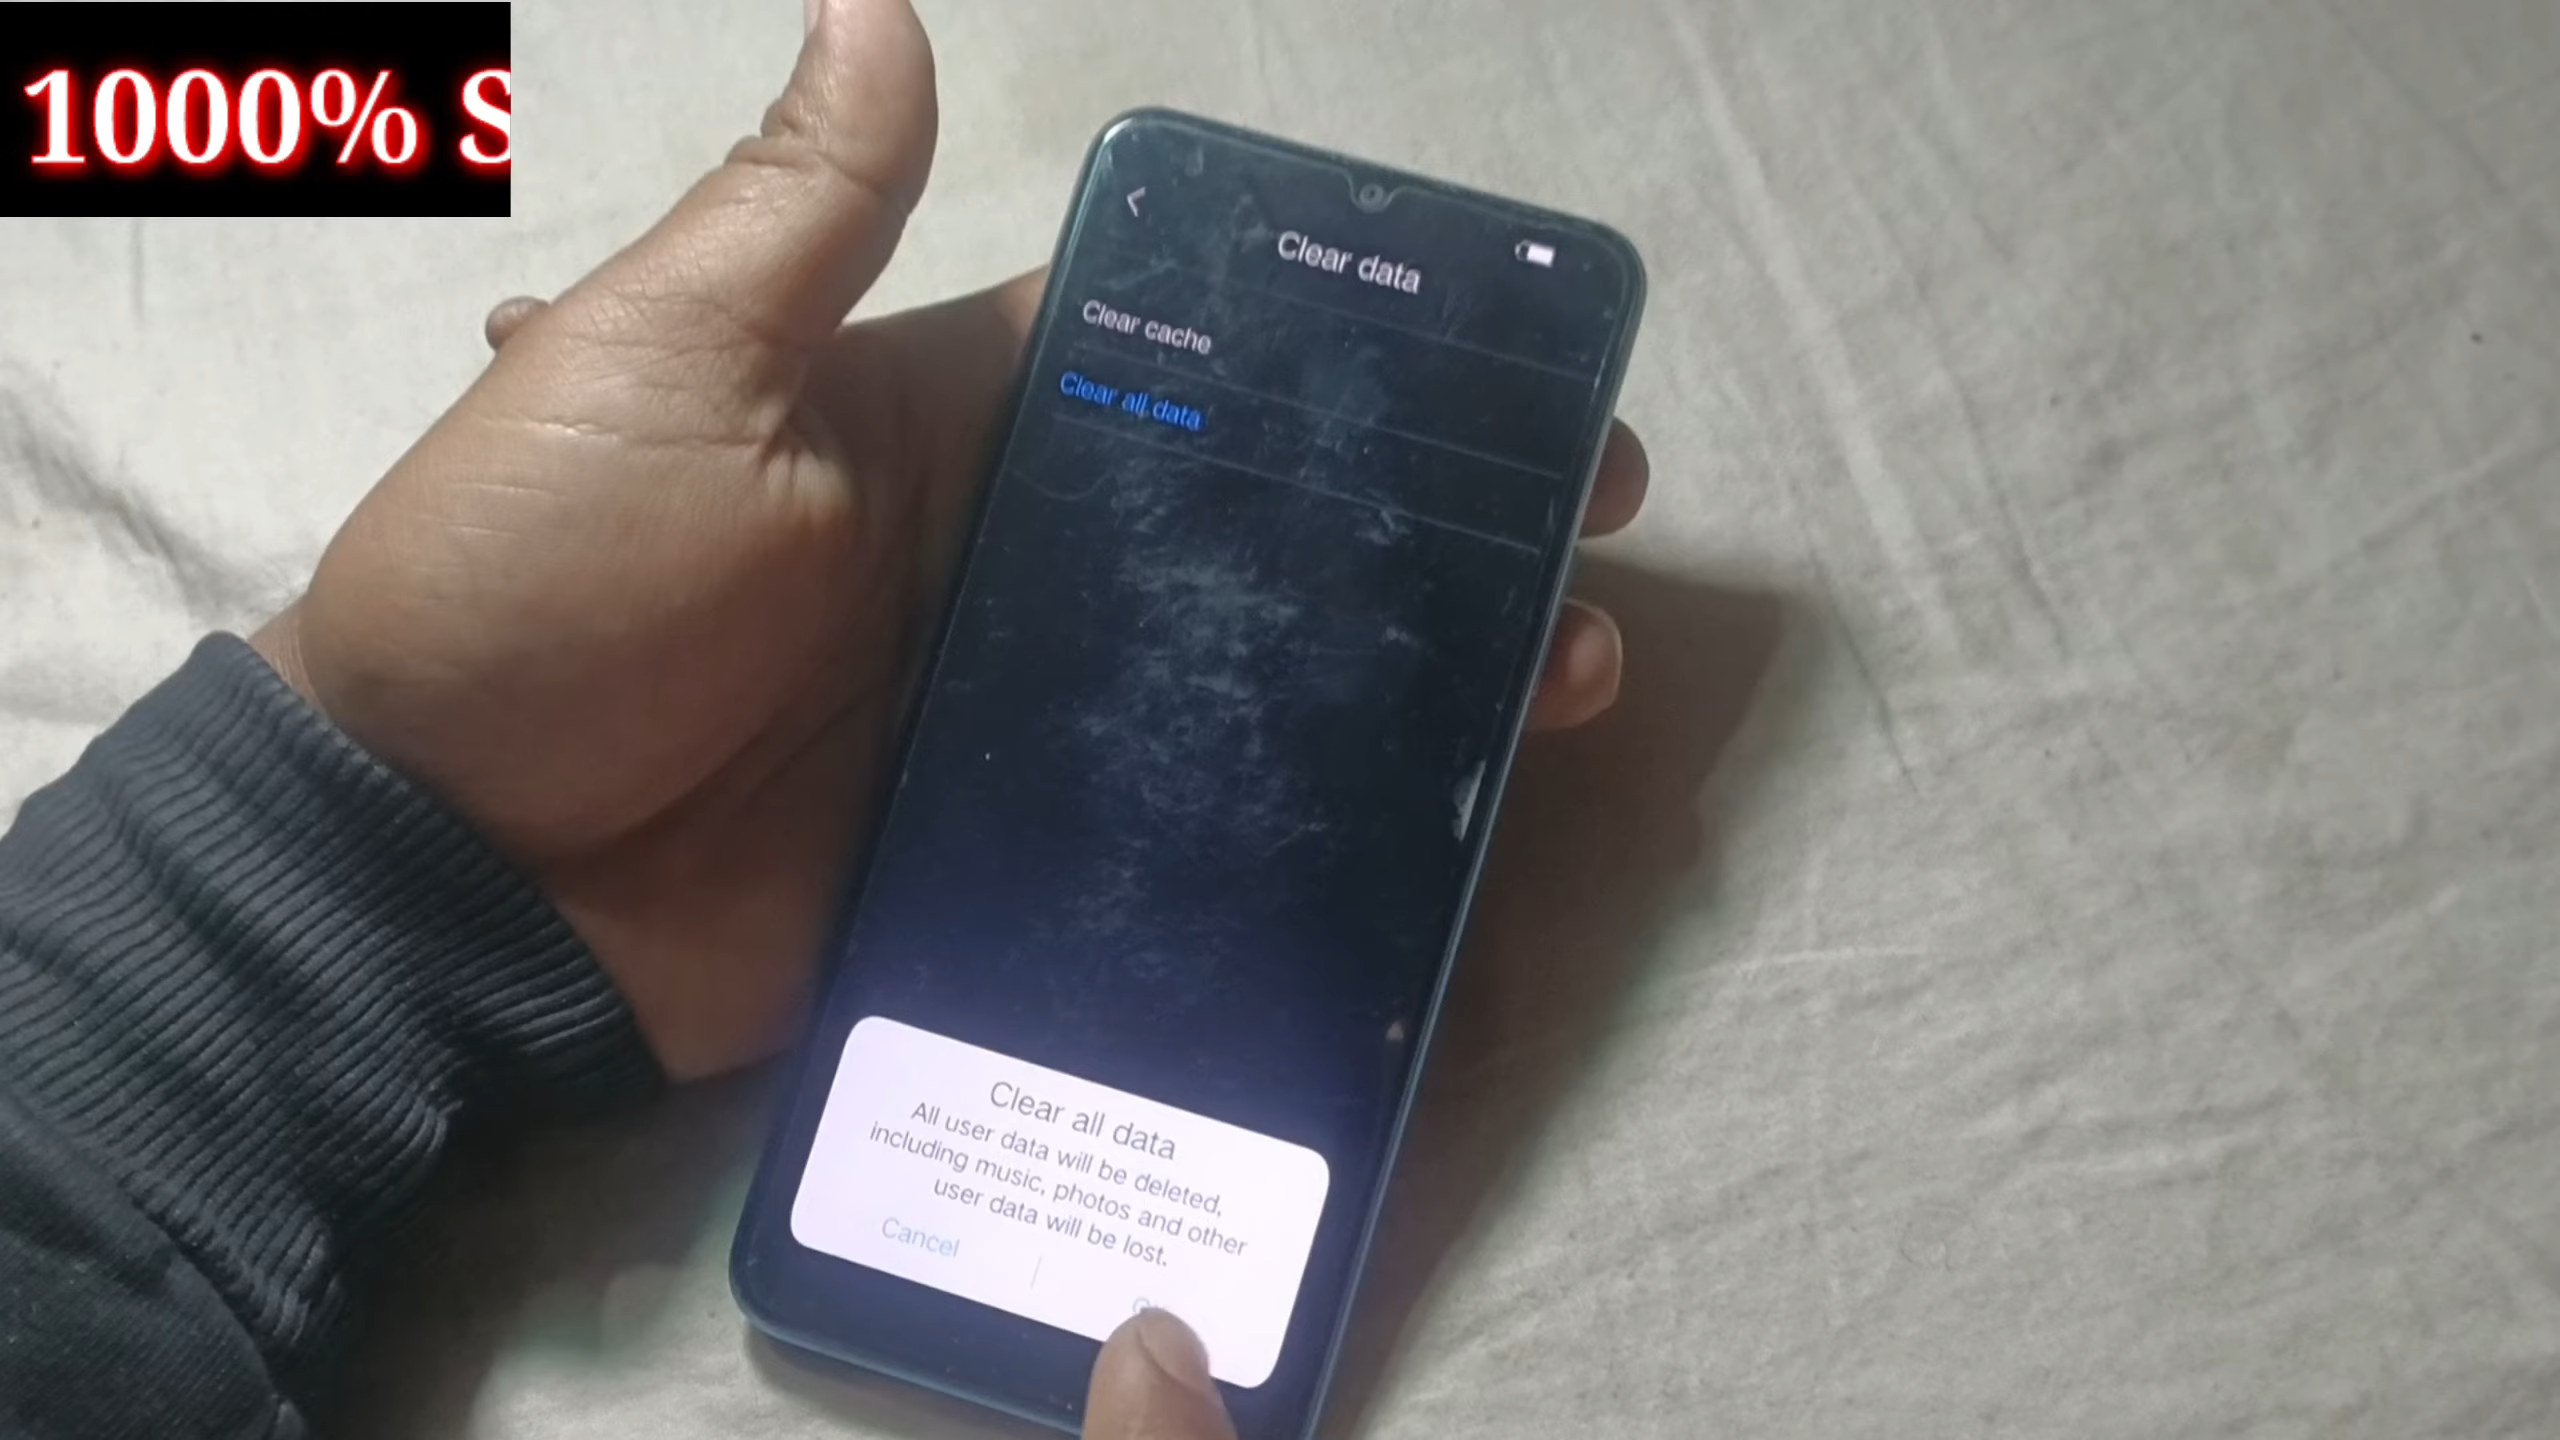 1000% S
Clear data
Clear cache
Clear all data
Clear all data
All user data will be deleted,
including music, photos and other
user data will be lost.
Cancel